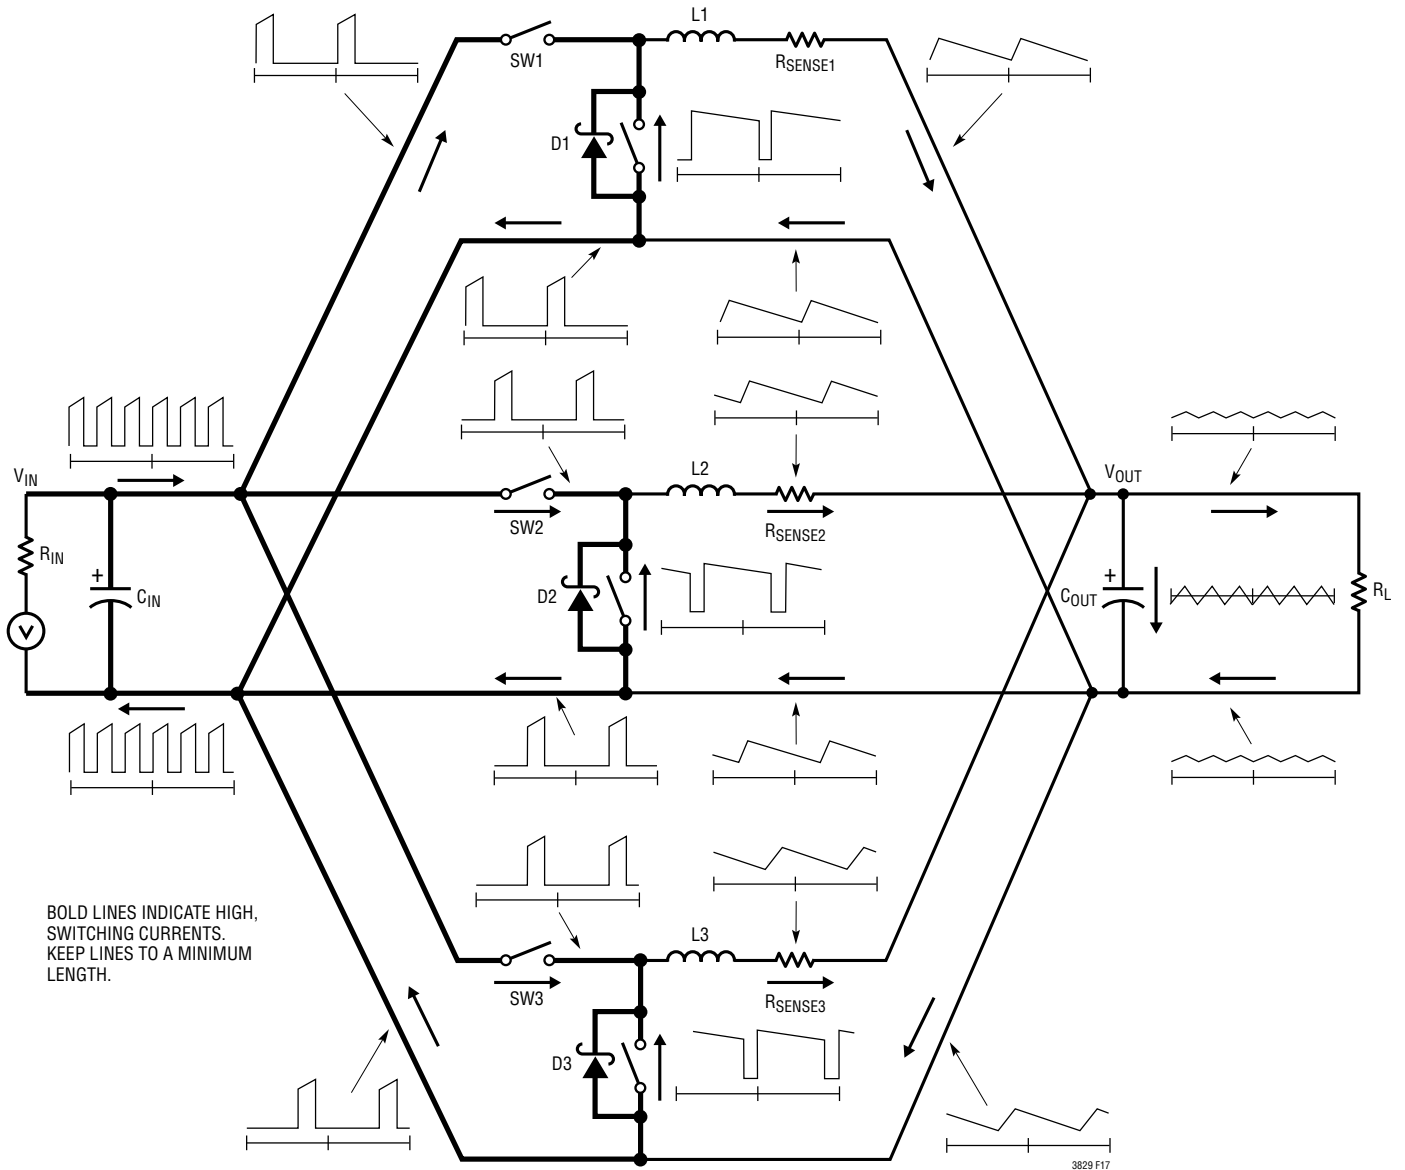 L1
SW1
RSENSE1
D1
VIN
L2
VOUT
SW2
RSENSE2
RIN
+
CIN
D2
+
COUT
RL
V
BOLD LINES INDICATE HIGH,
SWITCHING CURRENTS.
KEEP LINES TO A MINIMUM
LENGTH.
L3
SW3
RSENSE3
D3
3829 F17